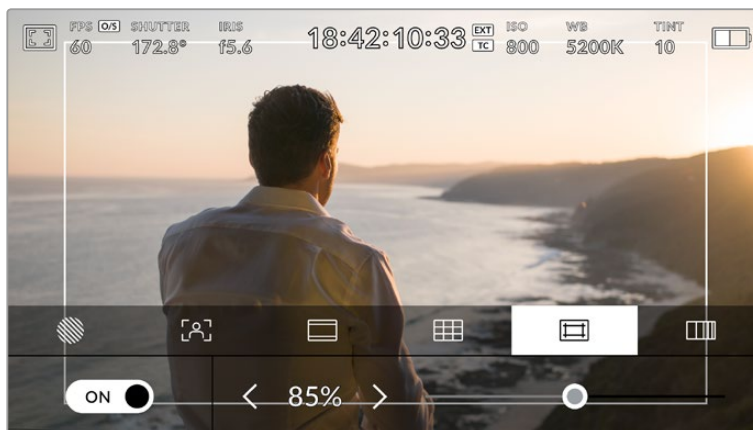 FPS O/S SHUTTER IRIS 18:42:10:33 EXT ISO WB TINT
60 172.8° f5.6 TC 800 5200K 10
ON 85%